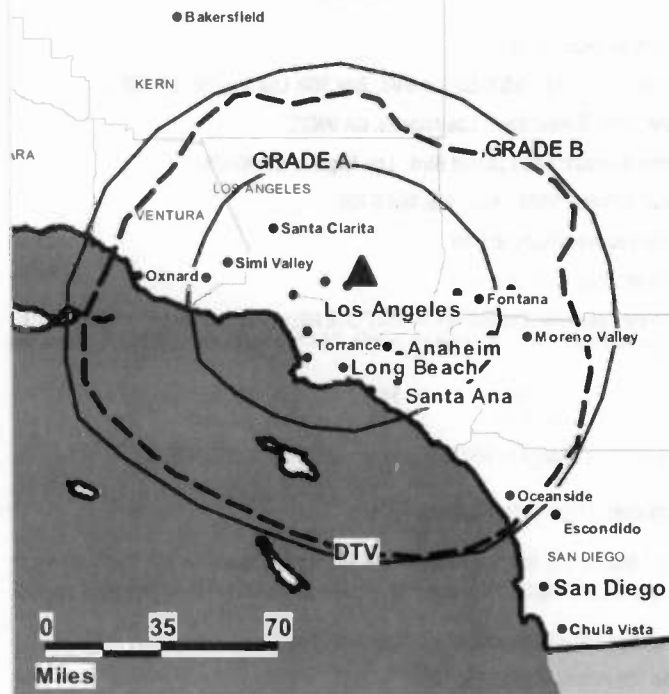 Bakersfield
KERN
GRADE B
GRADE A
ARA
LOS ANGELES
VENTURA
Santa Clarita
Simi Valley
Oxnard
Fontana
Los Angeles
Moreno Valley
Torrance
Anaheim
Long Beach
Santa Ana
Oceanside
Escondido
DTV
SAN DIEGO
San Diego
0 35 70
Chula Vista
Miles